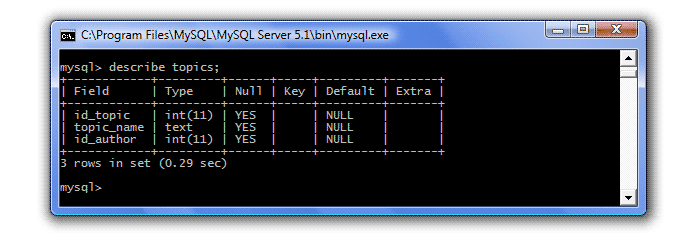 C:\Program Files\MySQL\MySQL Server 5.1\bin\mysql.exe
mysql> describe topics;
+------------+---------+------+-----+---------+-------+
| Field      | Type    | Null | Key | Default | Extra |
+------------+---------+------+-----+---------+-------+
| id_topic   | int(11) | YES  |     | NULL    |       |
| topic_name | text    | YES  |     | NULL    |       |
| id_author  | int(11) | YES  |     | NULL    |       |
+------------+---------+------+-----+---------+-------+
3 rows in set (0.29 sec)
mysql>